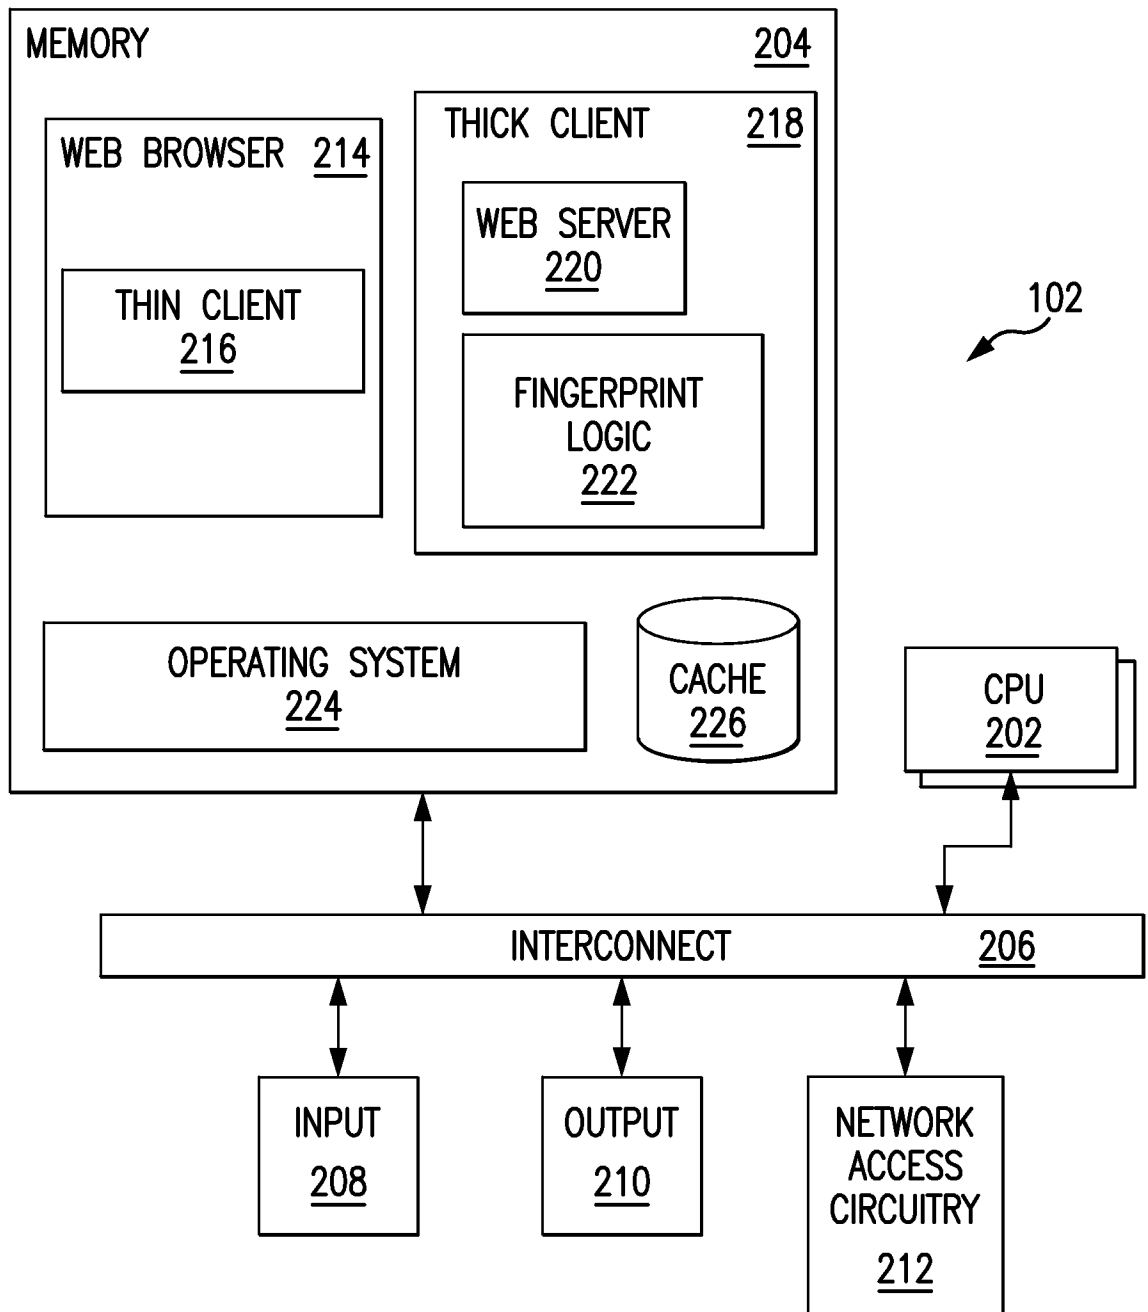 MEMORY 204
WEB BROWSER 214
THIN CLIENT
216
THICK CLIENT 218
WEB SERVER
220
FINGERPRINT
LOGIC
222
102
OPERATING SYSTEM
224
CACHE
226
CPU
202
INTERCONNECT 206
INPUT
208
OUTPUT
210
NETWORK
ACCESS
CIRCUITRY
212